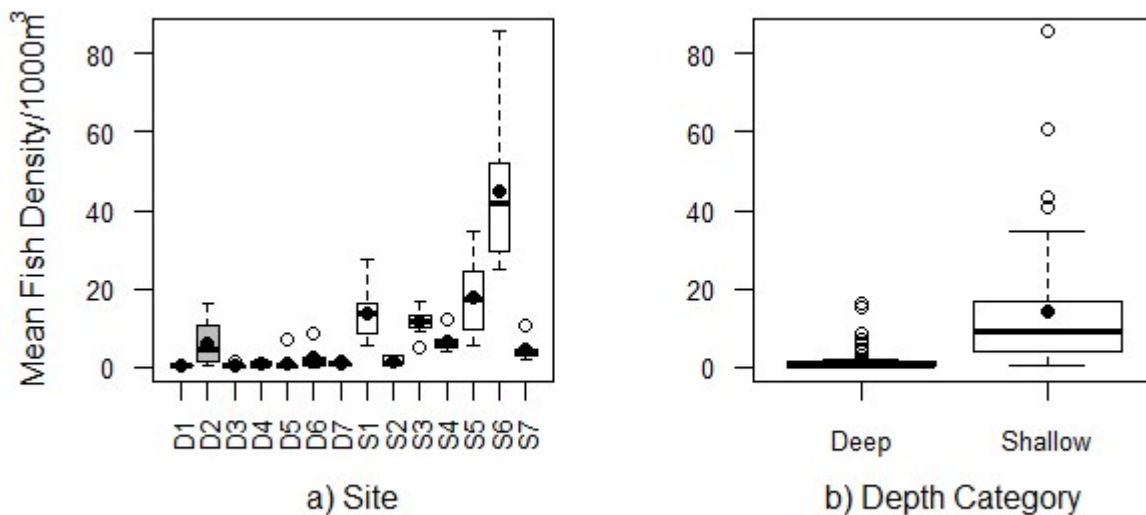 Mean Fish Density/1000m³
80
60
40
20
0
D1 D2 D3 D4 D5 D6 D7 S1 S2 S3 S4 S5 S6 S7
a) Site
80
60
40
20
0
Deep Shallow
b) Depth Category